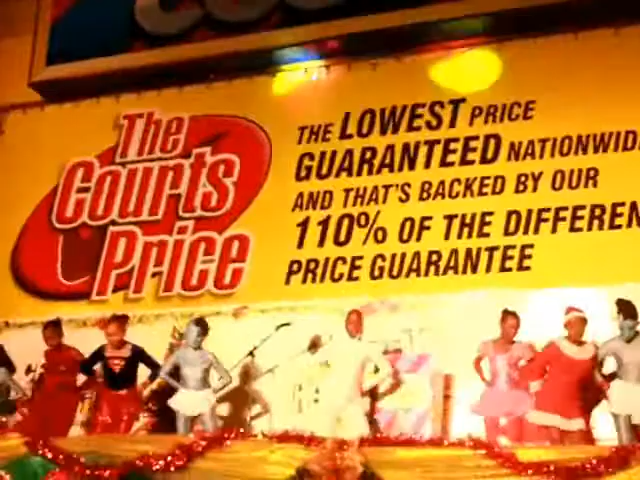 The
Courts
Price
THE LOWEST PRICE
GUARANTEED NATIONWID
AND THAT'S BACKED BY OUR
110% OF THE DIFFEREN
PRICE GUARANTEE